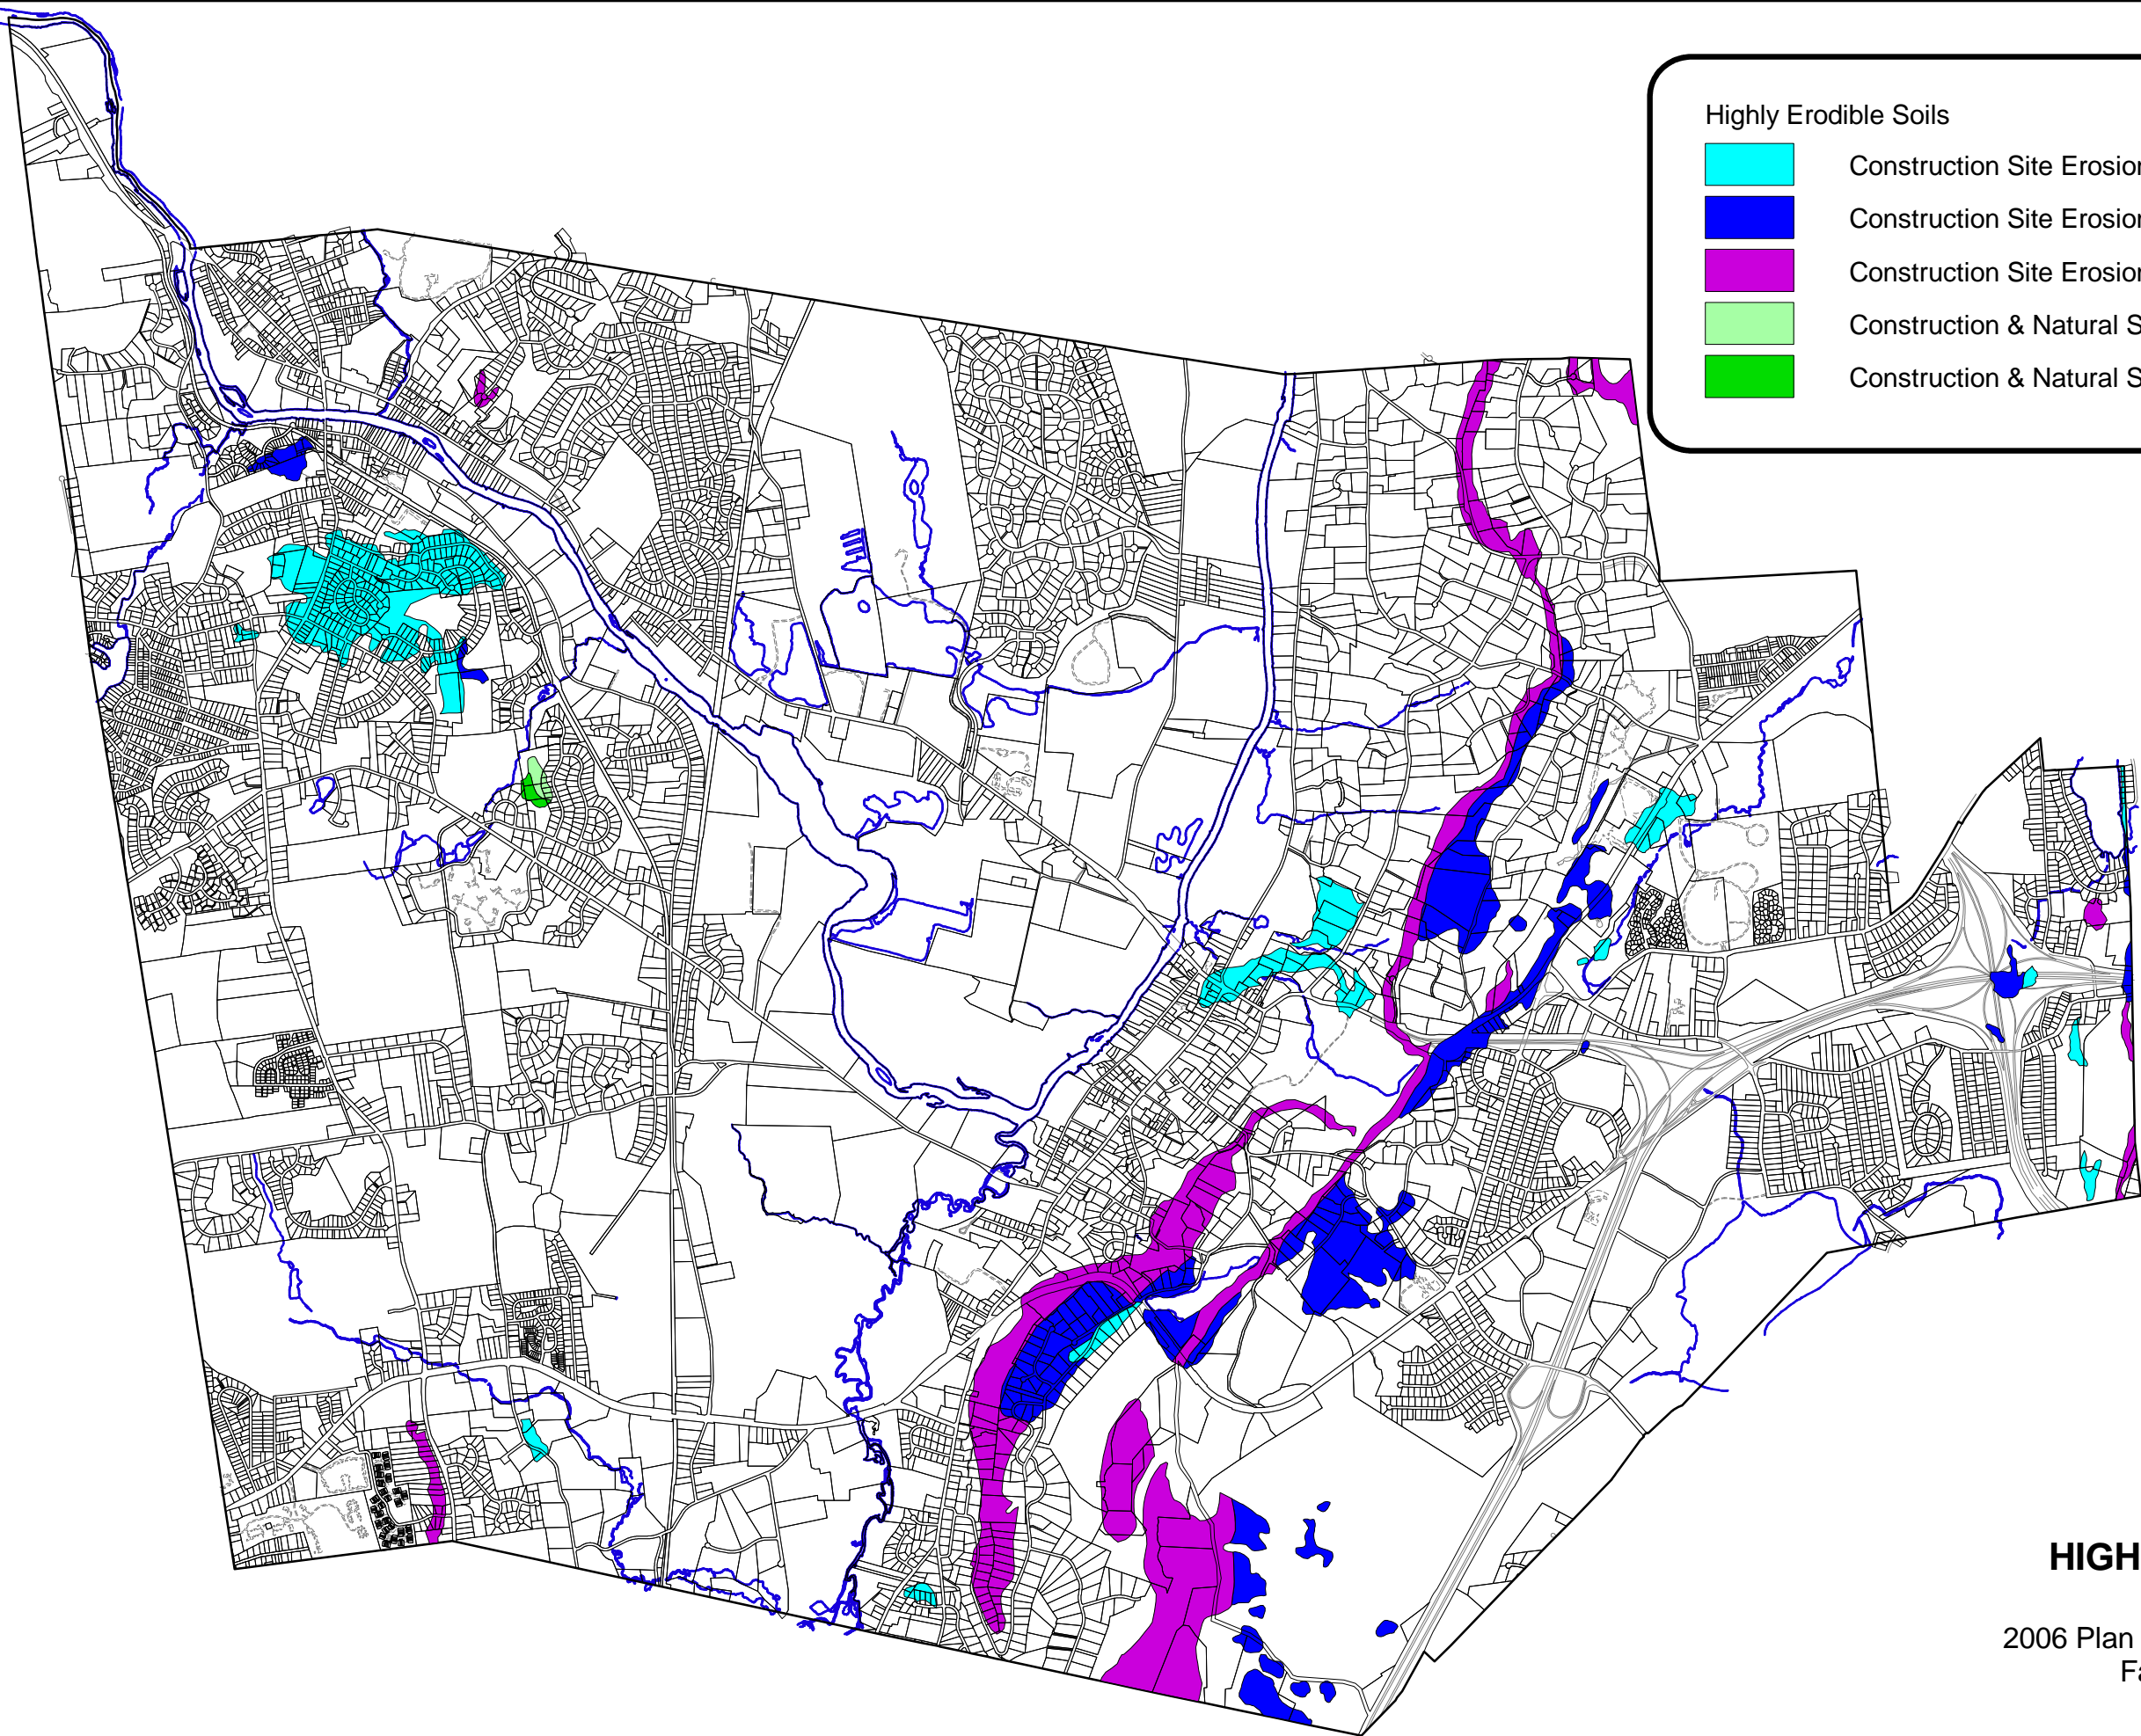 Highly Erodible Soils
Construction Site Erosion
Construction Site Erosion
Construction Site Erosion
Construction & Natural S
Construction & Natural S
HIGH
2006 Plan
Fa